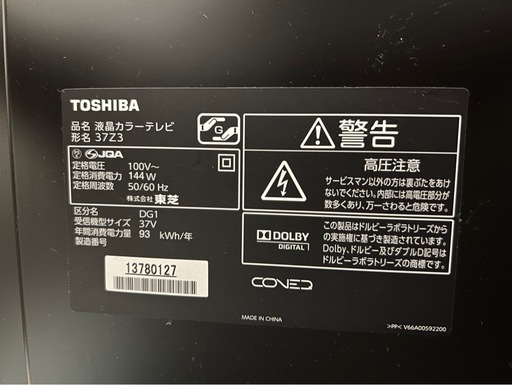 TOSHIBA
品名 液晶カラーテレビ
形名 37Z3
JQA
定格電圧 100V~
定格消費電力 144 W
定格周波数 50/60 Hz
株式会社 東芝
区分名 DG1
受信機型サイズ 37V
年間消費電力量 93 kWh/年
製造番号
13780127
警告
高圧注意
サービスマン以外の方は裏ぶたをあけ
ないでください。内部には高電圧部分が
数多くあり、万一さわると危険です。
DOLBY
DIGITAL
この製品はドルビーラボラトリーズから
の実施権に基づき製造されています。
Dolby、ドルビー及びダブルD記号は
ドルビーラボラトリーズの商標です。
MADE IN CHINA
>PP< V66A00592200